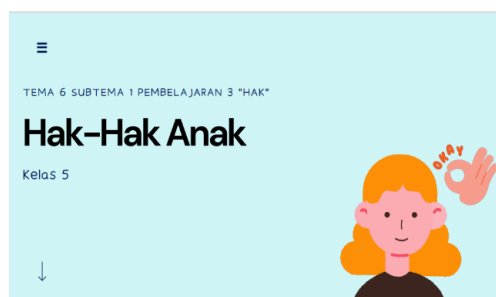 TEMA 6 SUBTEMA 1 PEMBELAJARAN 3 "HAK"
Hak-Hak Anak
Kelas 5
OKAY